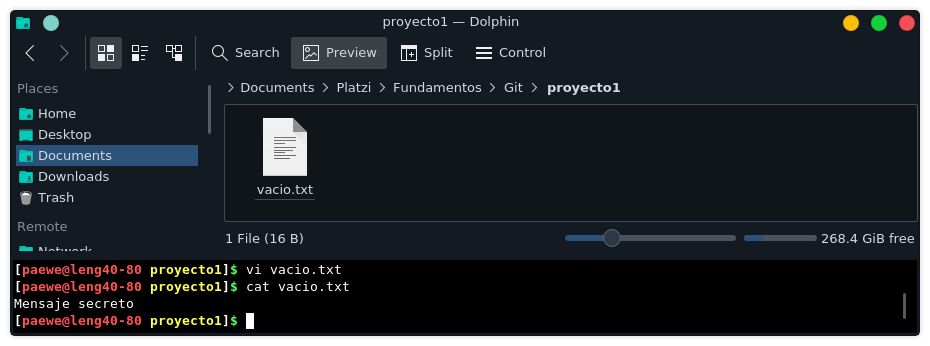 proyecto1 — Dolphin
Search Preview Split Control
Places
Home
Desktop
Documents
Downloads
Trash
Remote
Network
Documents Platzi Fundamentos Git proyecto1
vacio.txt
1 File (16 B)
268.4 GiB free
[paewe@leng40-80 proyecto1]$ vi vacio.txt
[paewe@leng40-80 proyecto1]$ cat vacio.txt
Mensaje secreto
[paewe@leng40-80 proyecto1]$